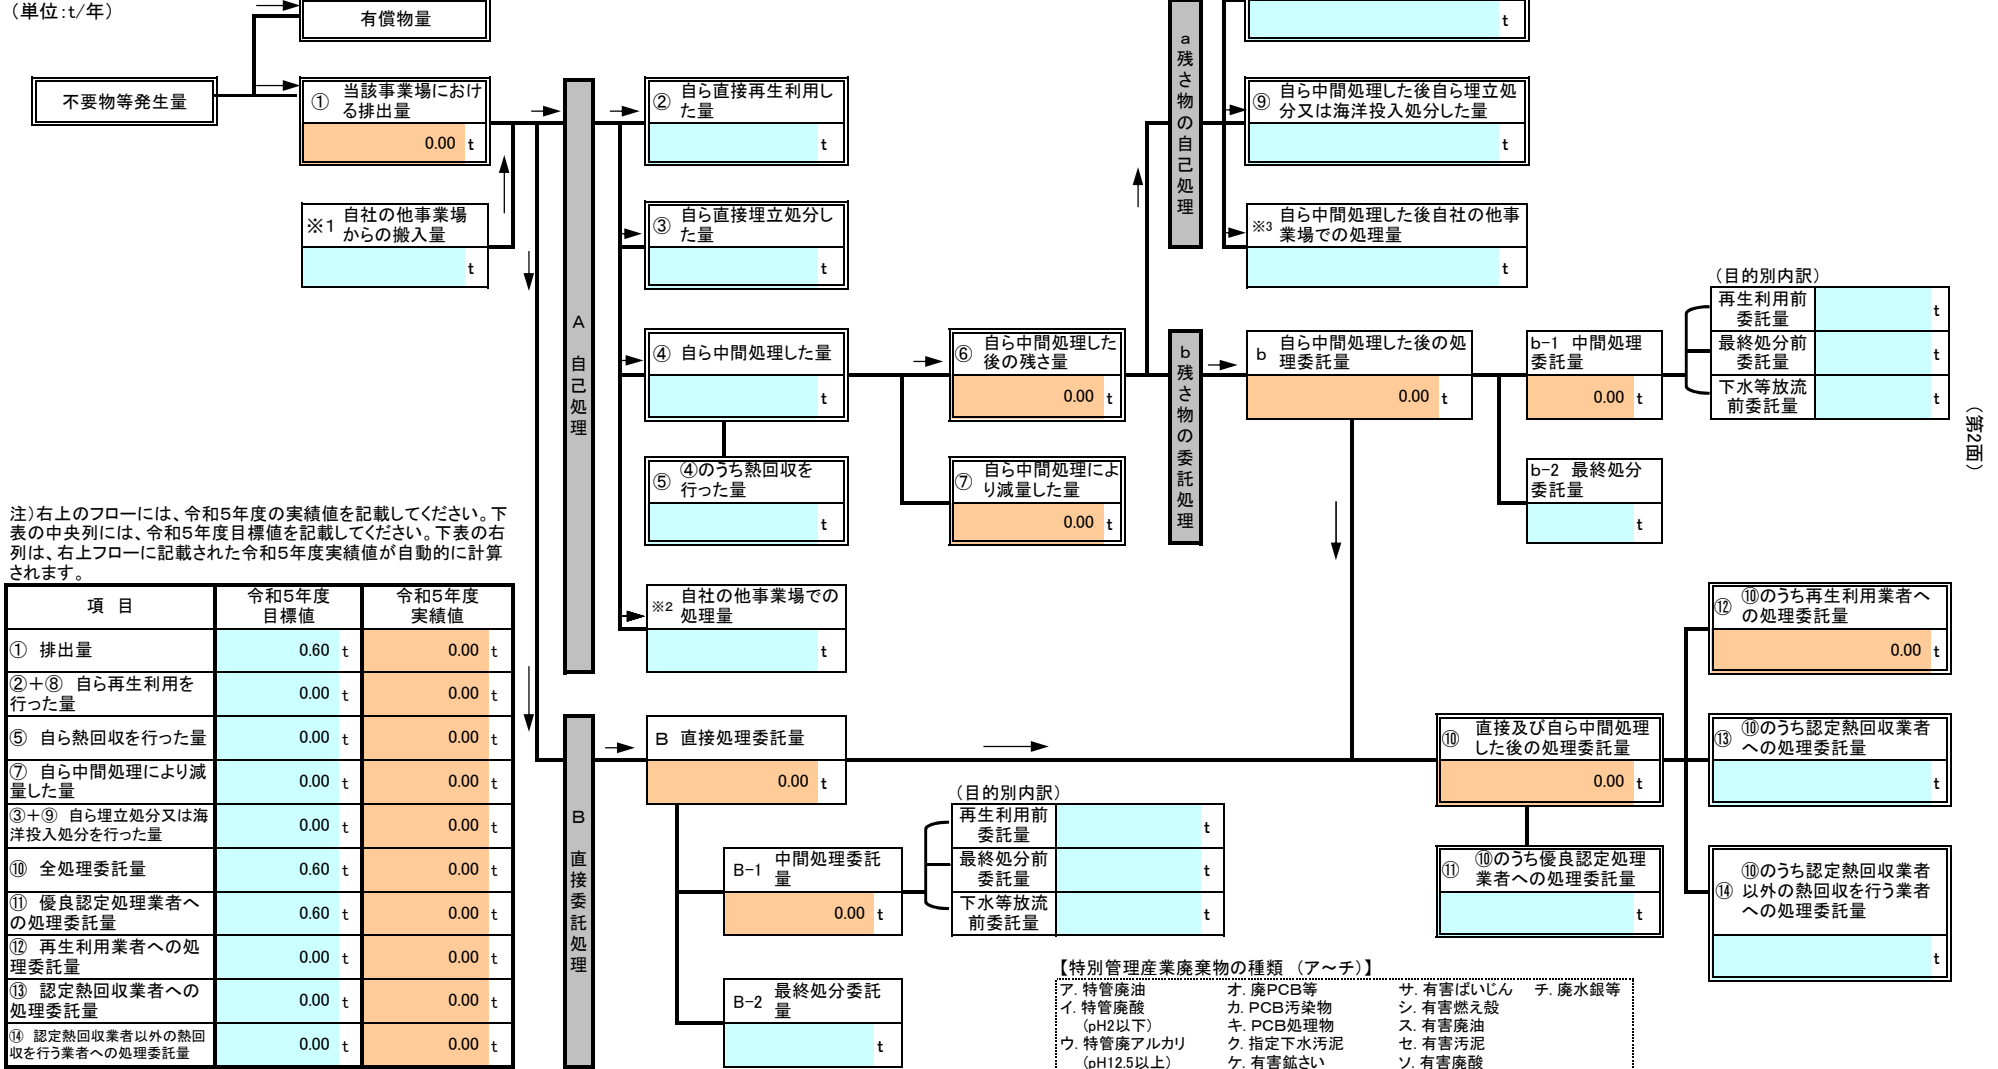 （単位:t/年）
有償物量
不要物等発生量
① 当該事業場におけ
る排出量
0.00 t
※1 自社の他事業場
からの搬入量
t
A 自己処理
② 自ら直接再生利用し
た量
t
③ 自ら直接埋立処分し
た量
t
④ 自ら中間処理した量
t
⑤ ④のうち熱回収を
行った量
t
※2 自社の他事業場での
処理量
t
⑥ 自ら中間処理した
後の残さ量
0.00 t
⑦ 自ら中間処理によ
り減量した量
0.00 t
a残さ物の自己処理
t
⑨ 自ら中間処理した後自ら埋立処
分又は海洋投入処分した量
t
※3 自ら中間処理した後自社の他事
業場での処理量
t
b残さ物の委託処理
b 自ら中間処理した後の処
理委託量
0.00 t
b-1 中間処理
委託量
0.00 t
b-2 最終処分
委託量
t
（目的別内訳）
再生利用前
委託量
t
最終処分前
委託量
t
下水等放流
前委託量
t
（第2面）
注）右上のフローには、令和5年度の実績値を記載してください。下
表の中央列には、令和5年度目標値を記載してください。下表の右
列は、右上フローに記載された令和5年度実績値が自動的に計算
されます。
項 目 令和5年度 目標値 令和5年度 実績値
① 排出量 0.60 t 0.00 t
②＋⑧ 自ら再生利用を
行った量 0.00 t 0.00 t
⑤ 自ら熱回収を行った量 0.00 t 0.00 t
⑦ 自ら中間処理により減
量した量 0.00 t 0.00 t
③＋⑨ 自ら埋立処分又は海
洋投入処分を行った量 0.00 t 0.00 t
⑩ 全処理委託量 0.60 t 0.00 t
⑪ 優良認定処理業者へ
の処理委託量 0.60 t 0.00 t
⑫ 再生利用業者への処
理委託量 0.00 t 0.00 t
⑬ 認定熱回収業者への
処理委託量 0.00 t 0.00 t
⑭ 認定熱回収業者以外の熱回
収を行う業者への処理委託量 0.00 t 0.00 t
B 直接委託処理
B 直接処理委託量
0.00 t
B-1 中間処理委託
量
0.00 t
B-2 最終処分委託
量
t
（目的別内訳）
再生利用前
委託量
t
最終処分前
委託量
t
下水等放流
前委託量
t
⑩ 直接及び自ら中間処理
した後の処理委託量
0.00 t
⑪ ⑩のうち優良認定処理
業者への処理委託量
t
⑫ ⑩のうち再生利用業者へ
の処理委託量
0.00 t
⑬ ⑩のうち認定熱回収業者
への処理委託量
t
⑭ ⑩のうち認定熱回収業者
以外の熱回収を行う業者
への処理委託量
t
【特別管理産業廃棄物の種類 （ア～チ）】
ア. 特管廃油 オ. 廃PCB等 サ. 有害ばいじん チ. 廃水銀等
イ. 特管廃酸 カ. PCB汚染物 シ. 有害燃え殻
（pH2以下） キ. PCB処理物 ス. 有害廃油
ウ. 特管廃アルカリ ク. 指定下水汚泥 セ. 有害汚泥
（pH12.5以上） ケ. 有害鉱さい ソ. 有害廃酸